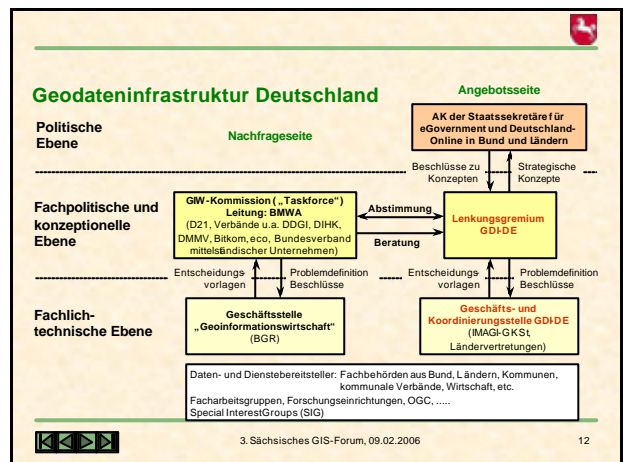 Geodateninfrastruktur Deutschland
Angebotsseite
Politische
Ebene
Nachfrageseite
AK der Staatssekretäre für
eGovernment und Deutschland-
Online in Bund und Ländern
Beschlüsse zu
Konzepten
Strategische
Konzepte
Fachpolitische und
konzeptionelle
Ebene
GIW-Kommission („Taskforce“)
Leitung: BMWA
(D21, Verbände u.a. DDGI, DIHK,
DMMV, Bitkom, eco, Bundesverband
mittelständischer Unternehmen)
Abstimmung
Beratung
Lenkungsgremium
GDI-DE
Entscheidungs-
vorlagen
Problemdefinition
Beschlüsse
Entscheidungs-
vorlagen
Problemdefinition
Beschlüsse
Fachlich-
technische Ebene
Geschäftsstelle
„Geoinformationswirtschaft“
(BGR)
Geschäfts- und
Koordinierungsstelle GDI-DE
(IMAGI-GKSt,
Ländervertretungen)
Daten- und Dienstebereitsteller: Fachbehörden aus Bund, Ländern, Kommunen,
kommunale Verbände, Wirtschaft, etc.
Facharbeitsgruppen, Forschungseinrichtungen, OGC, .....
Special InterestGroups (SIG)
3. Sächsisches GIS-Forum, 09.02.2006
12